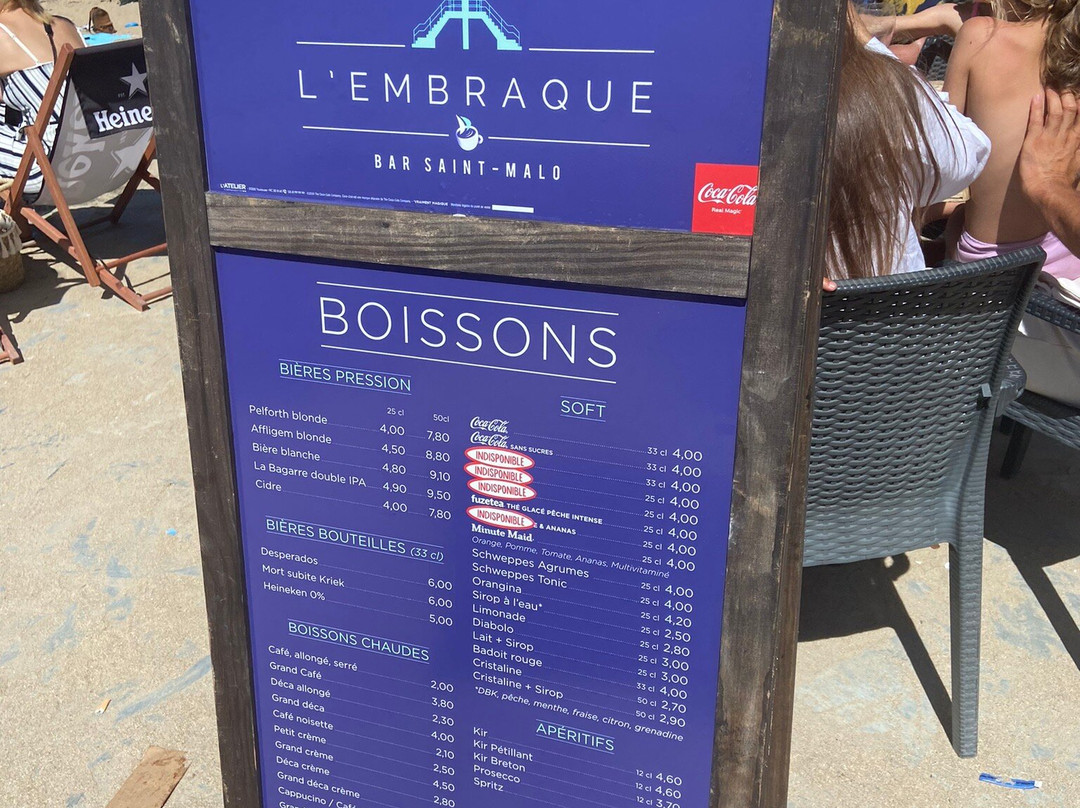 Heine
L'EMBRAQUE
BAR SAINT-MALO
L'ATELIER
Coca-Cola
Real Magic
BOISSONS
BIÈRES PRESSION
25 cl 50cl
Pelforth blonde 4,00 7,80
Affligem blonde 4,50 8,80
Bière blanche 4,80 9,10
La Bagarre double IPA 4,90 9,50
Cidre 4,00 7,80
BIÈRES BOUTEILLES (33 cl)
Desperados 6,00
Mort subite Kriek 6,00
Heineken 0% 5,00
BOISSONS CHAUDES
Café, allongé, serré 2,00
Grand Café 3,80
Déca allongé 2,30
Grand déca 4,00
Café noisette 2,10
Petit crème 2,50
Grand crème 4,50
Déca crème 2,80
Grand déca crème
Cappucino / Café
SOFT
Coca-Cola 33 cl 4,00
Coca-Cola SANS SUCRES 33 cl 4,00
INDISPONIBLE 33 cl 4,00
INDISPONIBLE 25 cl 4,00
INDISPONIBLE 25 cl 4,00
fuzetea THÉ GLACÉ PÊCHE INTENSE 25 cl 4,00
INDISPONIBLE & ANANAS 25 cl 4,00
Minute Maid 25 cl 4,00
Orange, Pomme, Tomate, Ananas, Multivitaminé
Schweppes Agrumes 25 cl 4,00
Schweppes Tonic 25 cl 4,00
Orangina 25 cl 4,20
Sirop à l'eau* 25 cl 2,50
Limonade 25 cl 2,80
Diabolo 25 cl 3,00
Lait + Sirop 25 cl 3,00
Badoit rouge 33 cl 4,00
Cristaline 50 cl 2,70
Cristaline + Sirop 50 cl 2,90
*DBK, pêche, menthe, fraise, citron, grenadine
APÉRITIFS
Kir 12 cl 4,60
Kir Pétillant 12 cl 4,60
Kir Breton 12 cl 3,70
Prosecco
Spritz